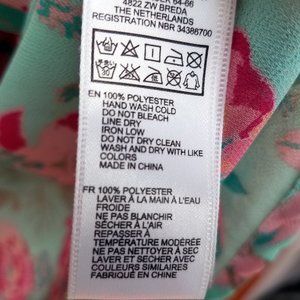 4822 ZW BREDA
THE NETHERLANDS
REGISTRATION NBR 34386700
EN 100% POLYESTER
HAND WASH COLD
DO NOT BLEACH
LINE DRY
IRON LOW
DO NOT DRY CLEAN
WASH AND DRY WITH LIKE
COLORS
MADE IN CHINA
FR 100% POLYESTER
LAVER À LA MAIN À L'EAU
FROIDE
NE PAS BLANCHIR
SÉCHER À L'AIR
REPASSER À
TEMPÉRATURE MODÉRÉE
NE PAS NETTOYER À SEC
LAVER ET SÉCHER AVEC
COULEURS SIMILAIRES
FABRIQUÉ EN CHINE